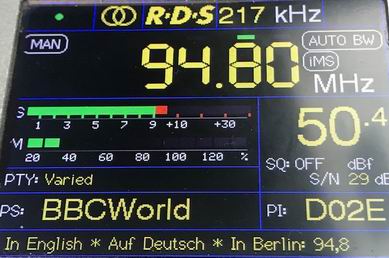 R·D·S 217 kHz
MAN 94.80 MHz AUTO BW iMS
S 1 3 5 7 9 +10 +30
50.4 dBf
M 20 40 60 80 100 120 %
SQ: OFF
PTY: Varied
S/N 29 dB
PS: BBCWorld PI: D02E
In English * Auf Deutsch * In Berlin: 94,8